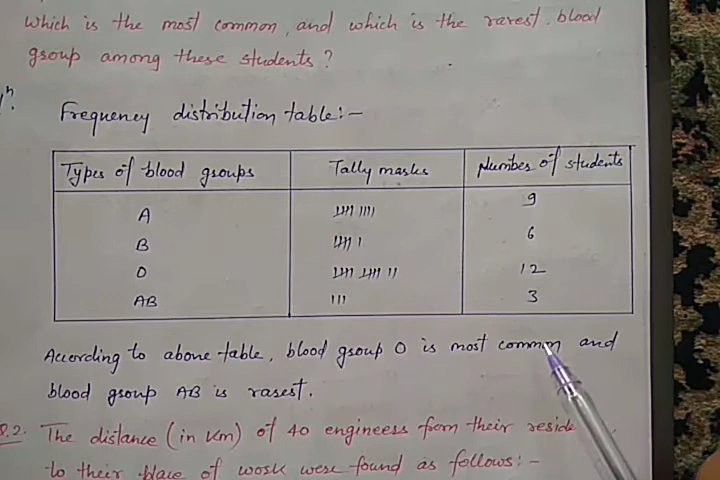 which is the most common, and which is the rarest blood
group among these students?
Frequency distribution table:-
Types of blood groups Tally marks Number of students
A 9
B 6
O 12
AB 3
According to above table, blood group O is most common and
blood group AB is rarest.
Q.2. The distance (in km) of 40 engineers from their reside
to their place of work were found as follows:-